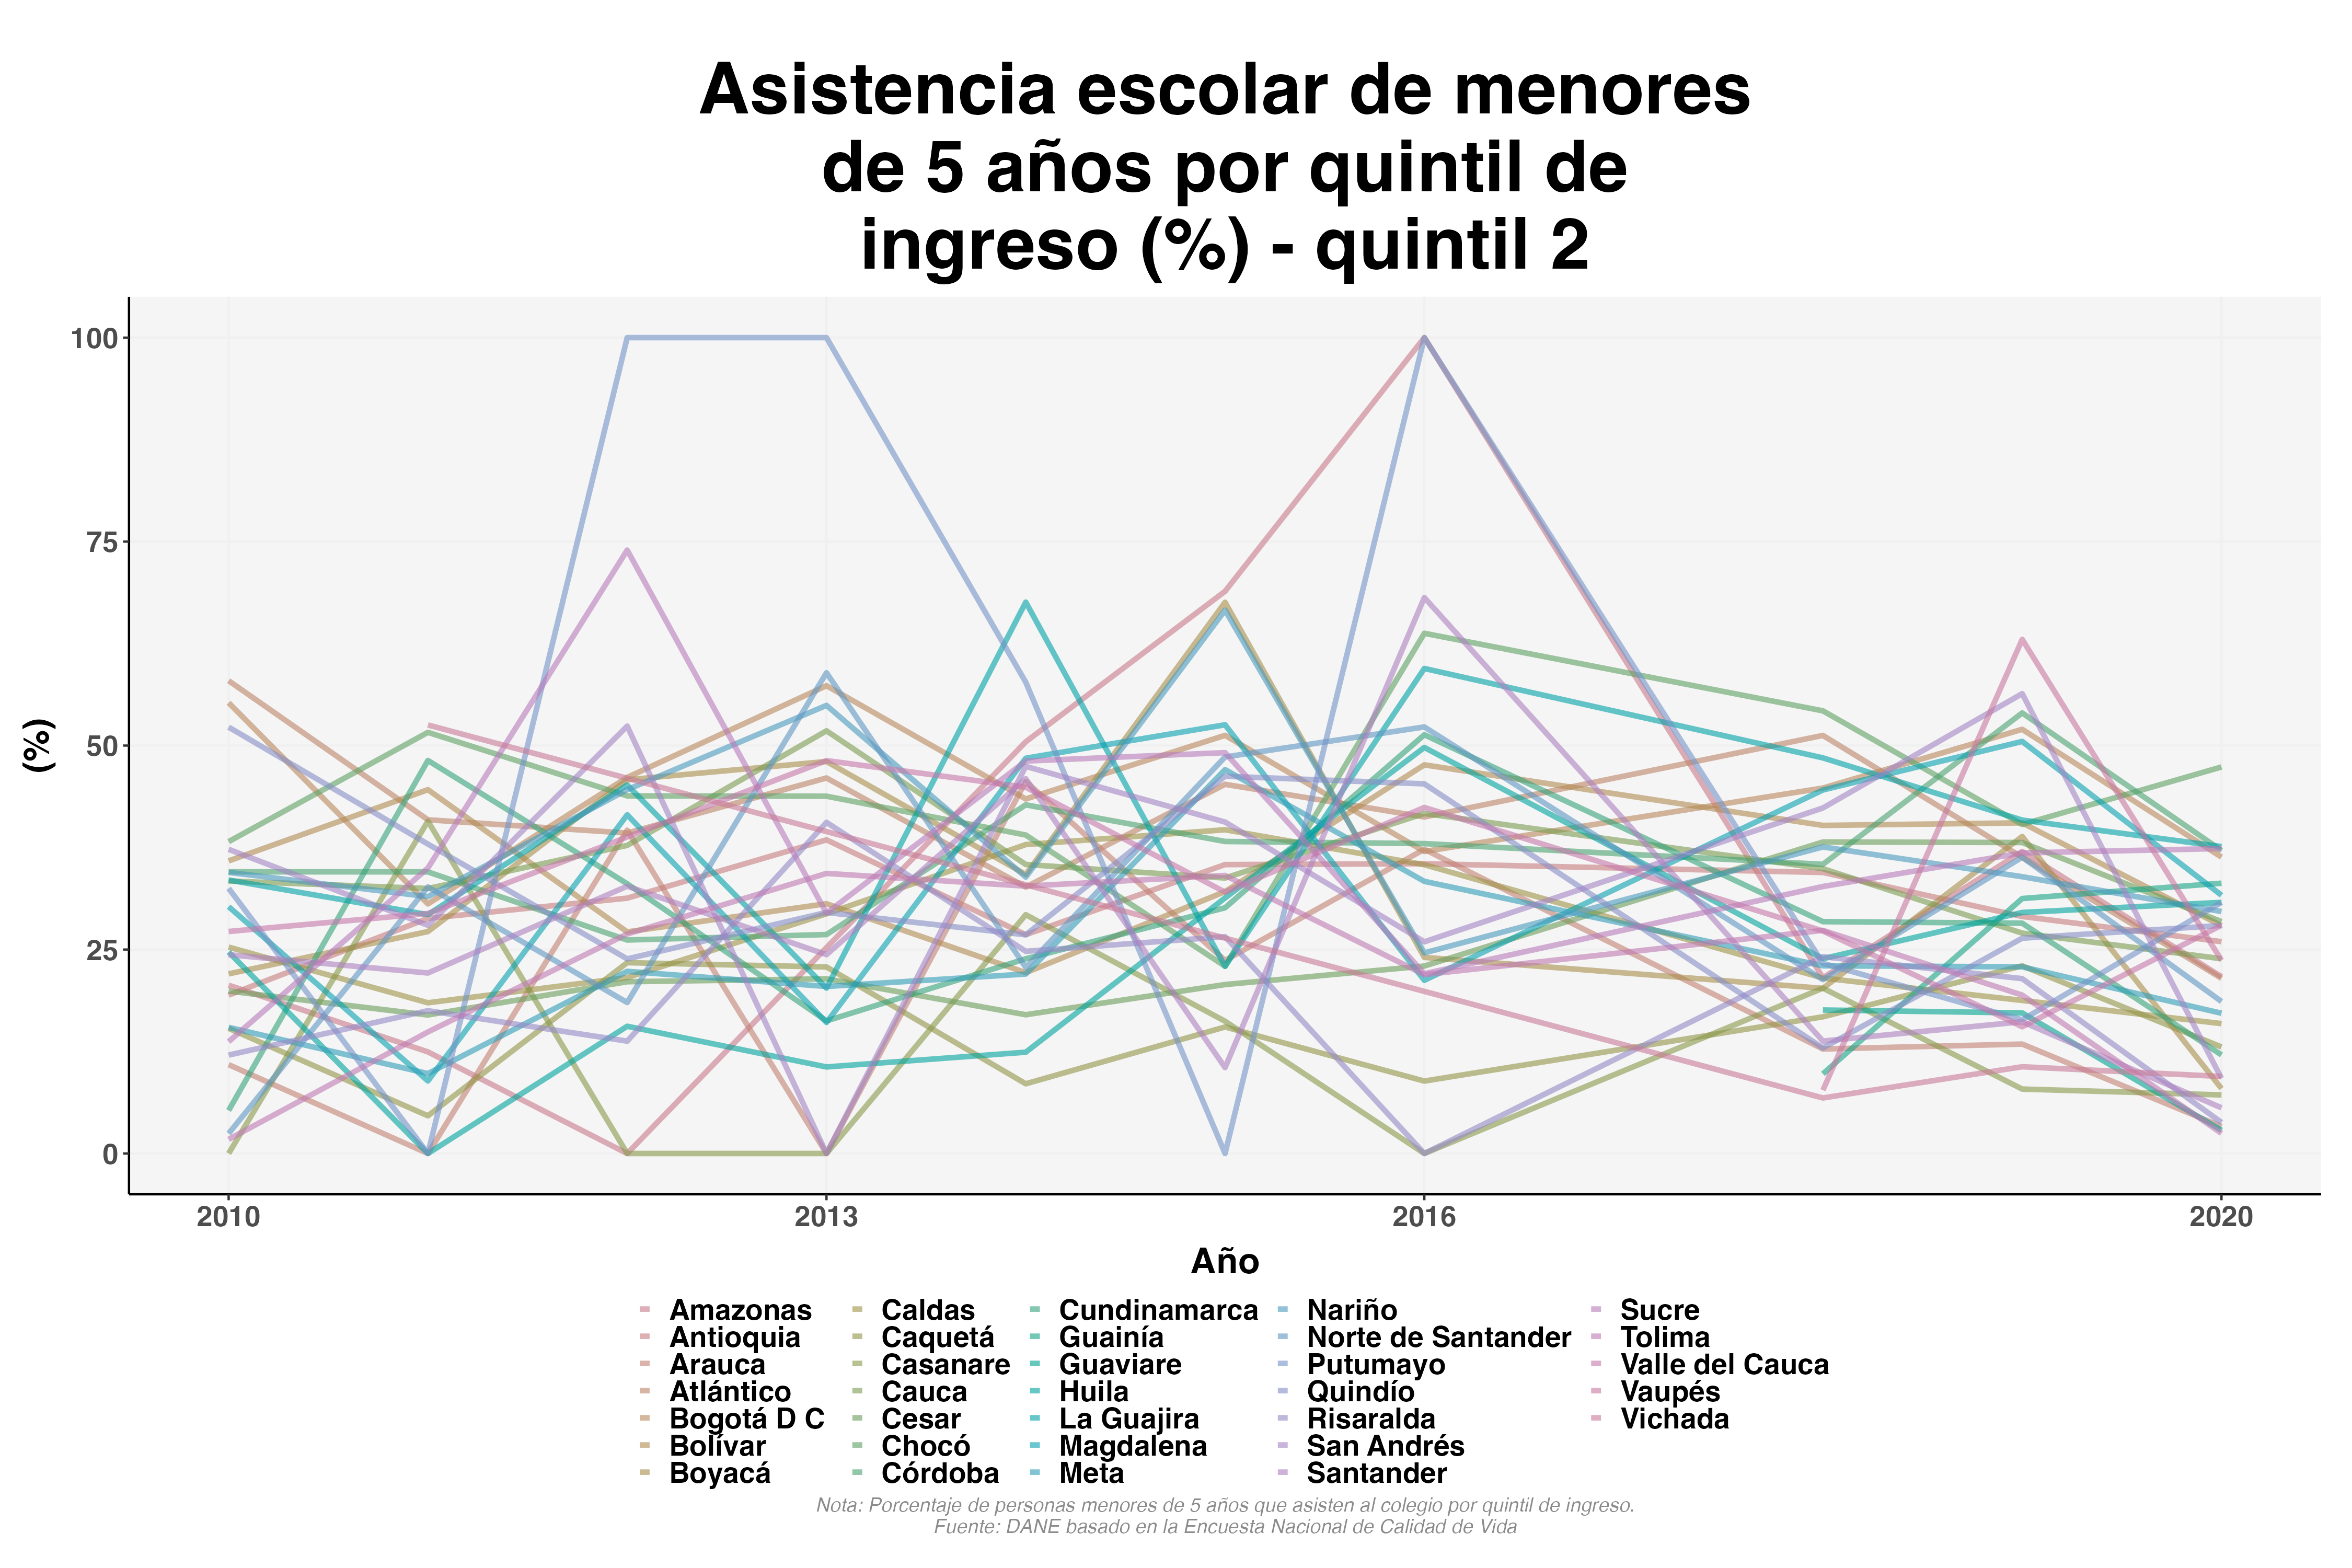 Asistencia escolar de menores
de 5 años por quintil de
ingreso (%) - quintil 2
(%)
100
75
50
25
0
2010 2013 2016 2020
Año
Amazonas Caldas Cundinamarca Nariño Sucre
Antioquia Caquetá Guainía Norte de Santander Tolima
Arauca Casanare Guaviare Putumayo Valle del Cauca
Atlántico Cauca Huila Quindío Vaupés
Bogotá D C Cesar La Guajira Risaralda Vichada
Bolívar Chocó Magdalena San Andrés
Boyacá Córdoba Meta Santander
Nota: Porcentaje de personas menores de 5 años que asisten al colegio por quintil de ingreso.
Fuente: DANE basado en la Encuesta Nacional de Calidad de Vida